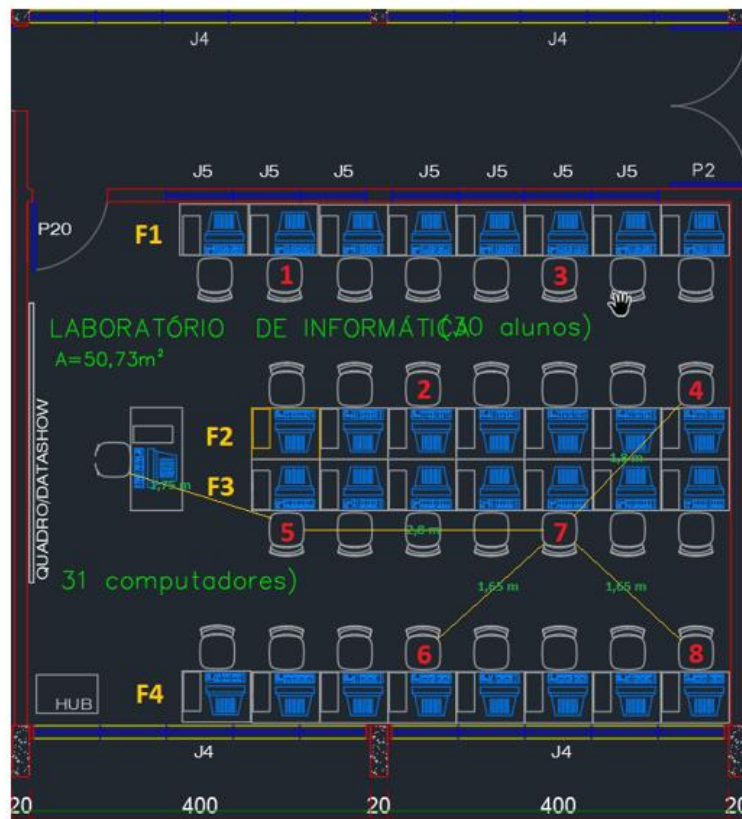 J4 J4
J5 J5 J5 J5 J5 J5 J5 P2
P20
F1
1 3
LABORATÓRIO DE INFORMÁTICA (30 alunos)
A=50,73m²
2 4
QUADRO/DATASHOW
F2
1,8 m
F3
1,75 m
5 2,8 m 7
31 computadores)
1,65 m 1,65 m
6 8
F4
HUB
J4 J4
20 400 20 400 20